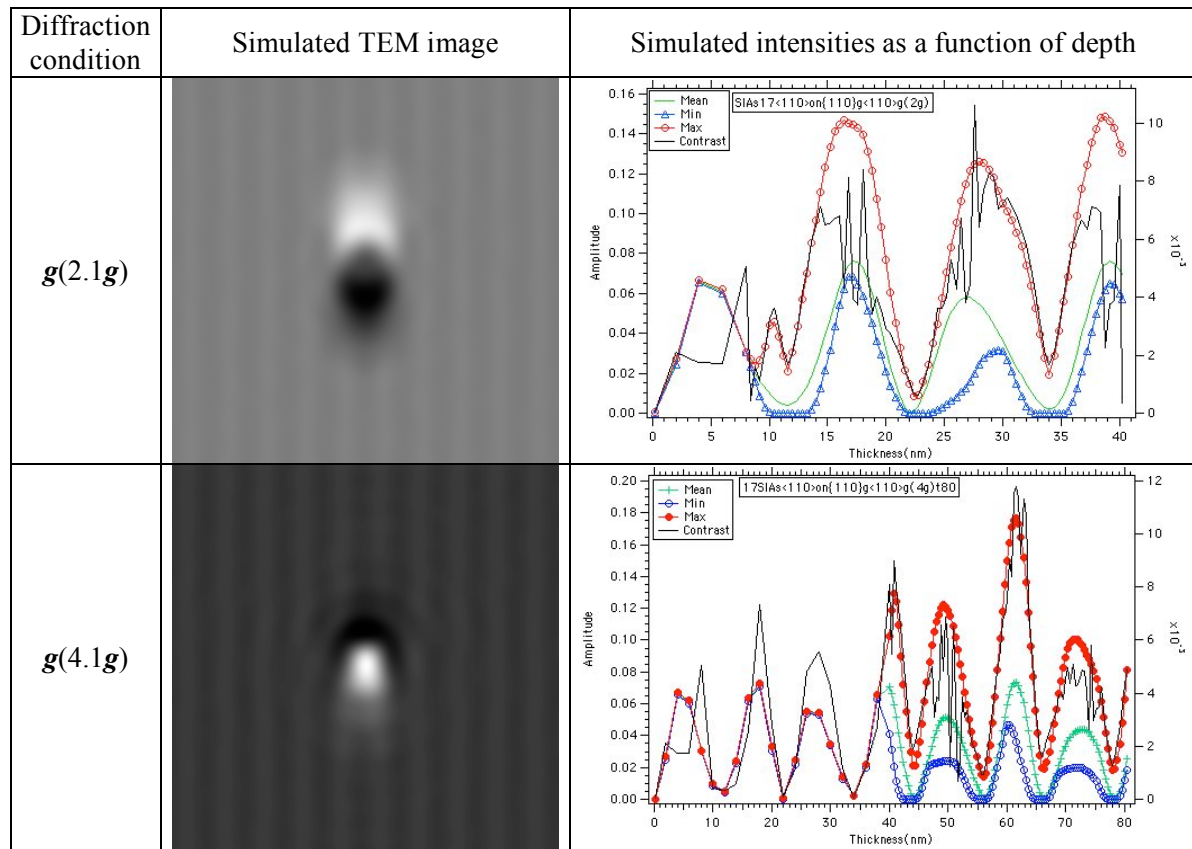 Diffraction
condition
Simulated TEM image
Simulated intensities as a function of depth
g(2.1g)
Mean
Min
Max
Contrast
SIAs17<110>on{110}g<110>g(2g)
0.16
0.14
0.12
0.10
0.08
0.06
0.04
0.02
0.00
Amplitude
10
8
6
4
2
0
x10⁻³
0 5 10 15 20 25 30 35 40
Thickness(nm)
g(4.1g)
Mean
Min
Max
Contrast
17SIAs<110>on{110}g<110>g(4g)t80
0.20
0.18
0.16
0.14
0.12
0.10
0.08
0.06
0.04
0.02
0.00
Amplitude
12
10
8
6
4
2
0
x10⁻³
0 10 20 30 40 50 60 70 80
Thickness(nm)